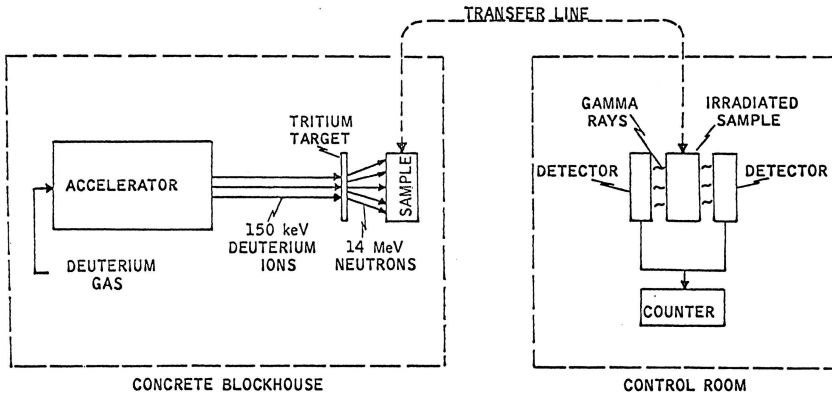 TRANSFER LINE
TRITIUM
TARGET
ACCELERATOR
SAMPLE
150 keV
DEUTERIUM
IONS
14 MeV
NEUTRONS
DEUTERIUM
GAS
CONCRETE BLOCKHOUSE
GAMMA
RAYS
IRRADIATED
SAMPLE
DETECTOR
DETECTOR
COUNTER
CONTROL ROOM